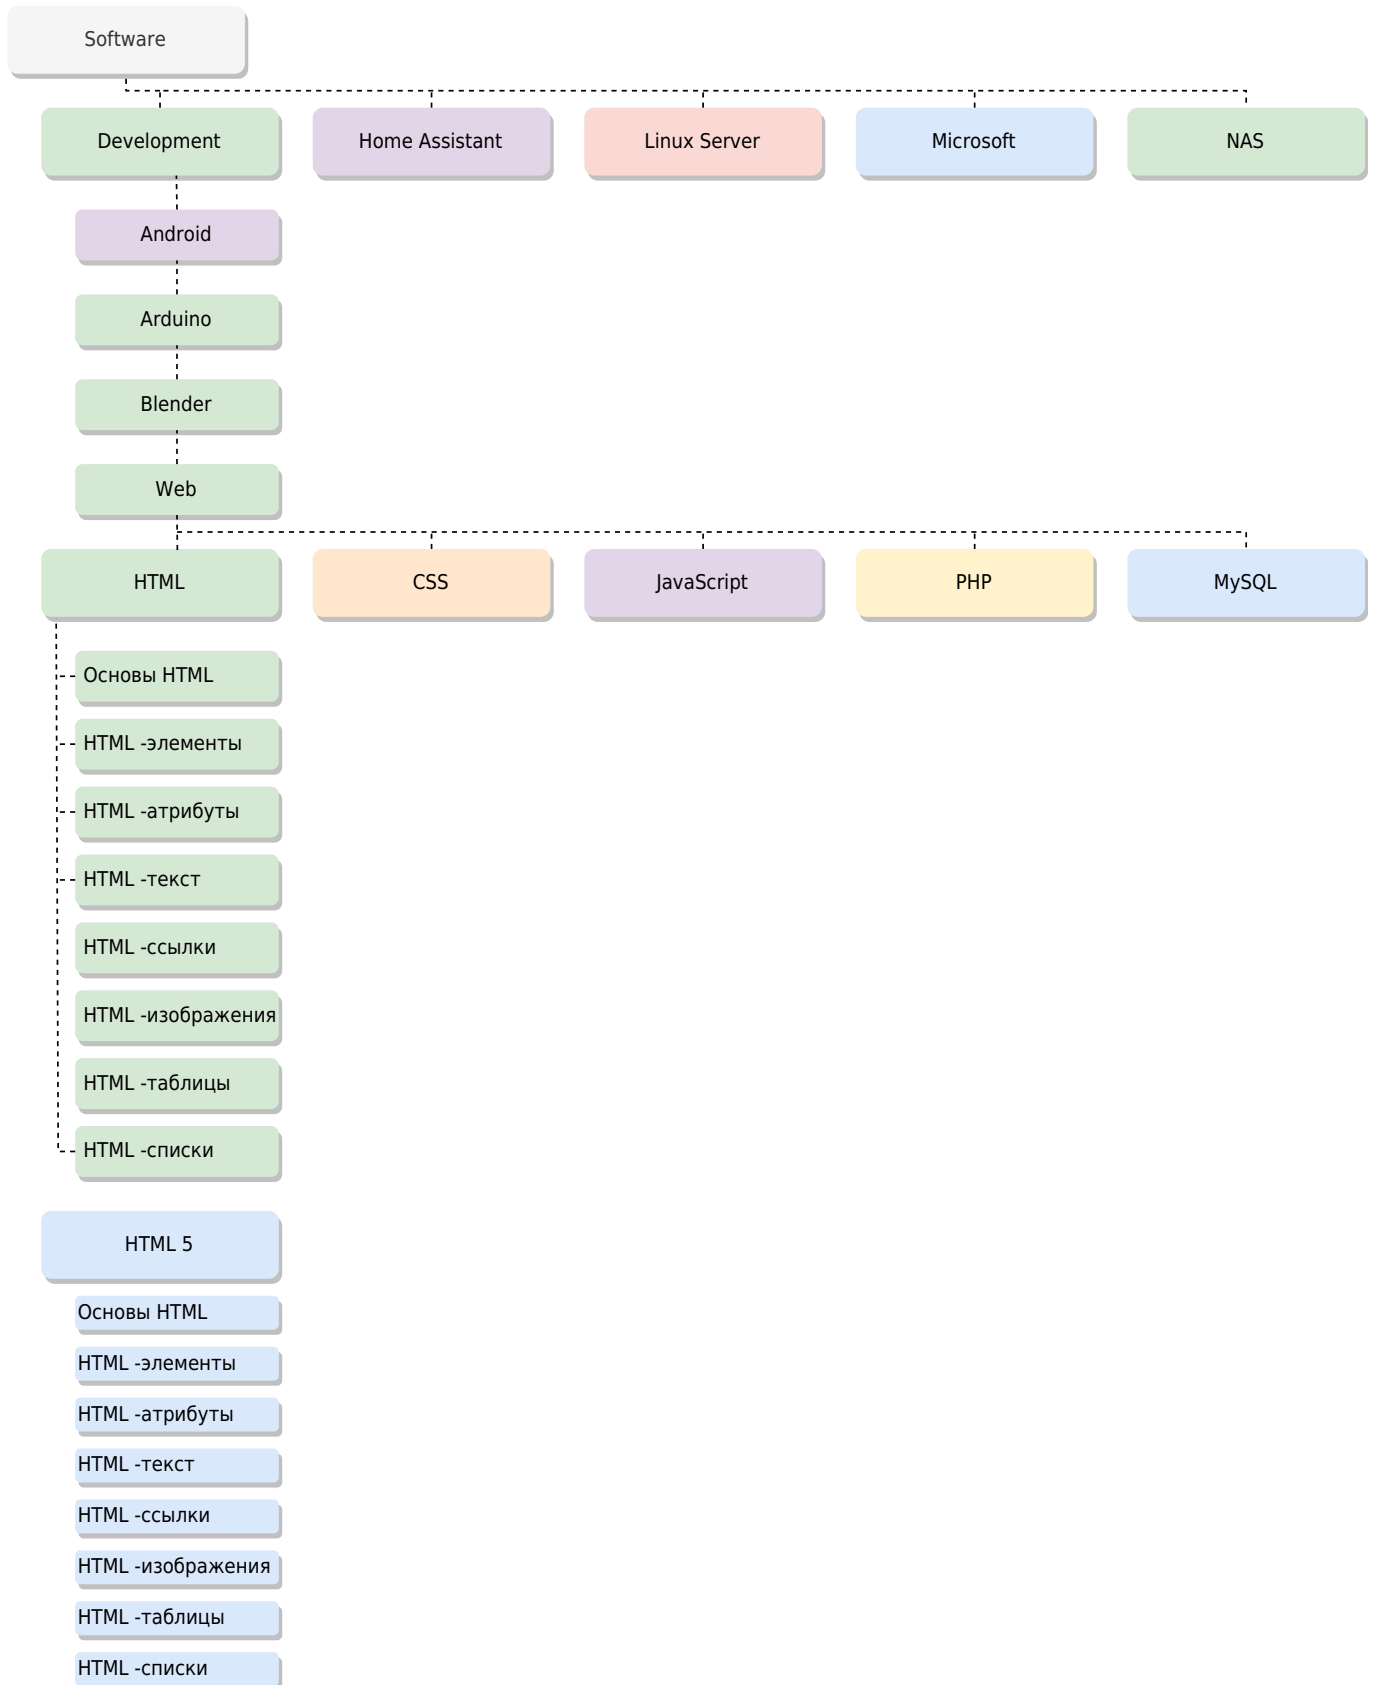 Software
Development
Home Assistant
Linux Server
Microsoft
NAS
Android
Arduino
Blender
Web
HTML
CSS
JavaScript
PHP
MySQL
Основы HTML
HTML -элементы
HTML -атрибуты
HTML -текст
HTML -ссылки
HTML -изображения
HTML -таблицы
HTML -списки
HTML 5
Основы HTML
HTML -элементы
HTML -атрибуты
HTML -текст
HTML -ссылки
HTML -изображения
HTML -таблицы
HTML -списки